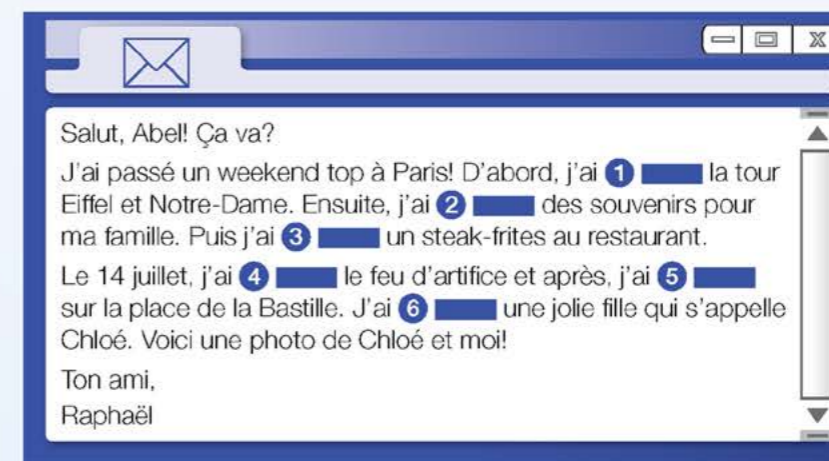 Salut, Abel! Ça va?
J'ai passé un weekend top à Paris! D'abord, j'ai 1 la tour
Eiffel et Notre-Dame. Ensuite, j'ai 2 des souvenirs pour
ma famille. Puis j'ai 3 un steak-frites au restaurant.
Le 14 juillet, j'ai 4 le feu d'artifice et après, j'ai 5
sur la place de la Bastille. J'ai 6 une jolie fille qui s'appelle
Chloé. Voici une photo de Chloé et moi!
Ton ami,
Raphaël